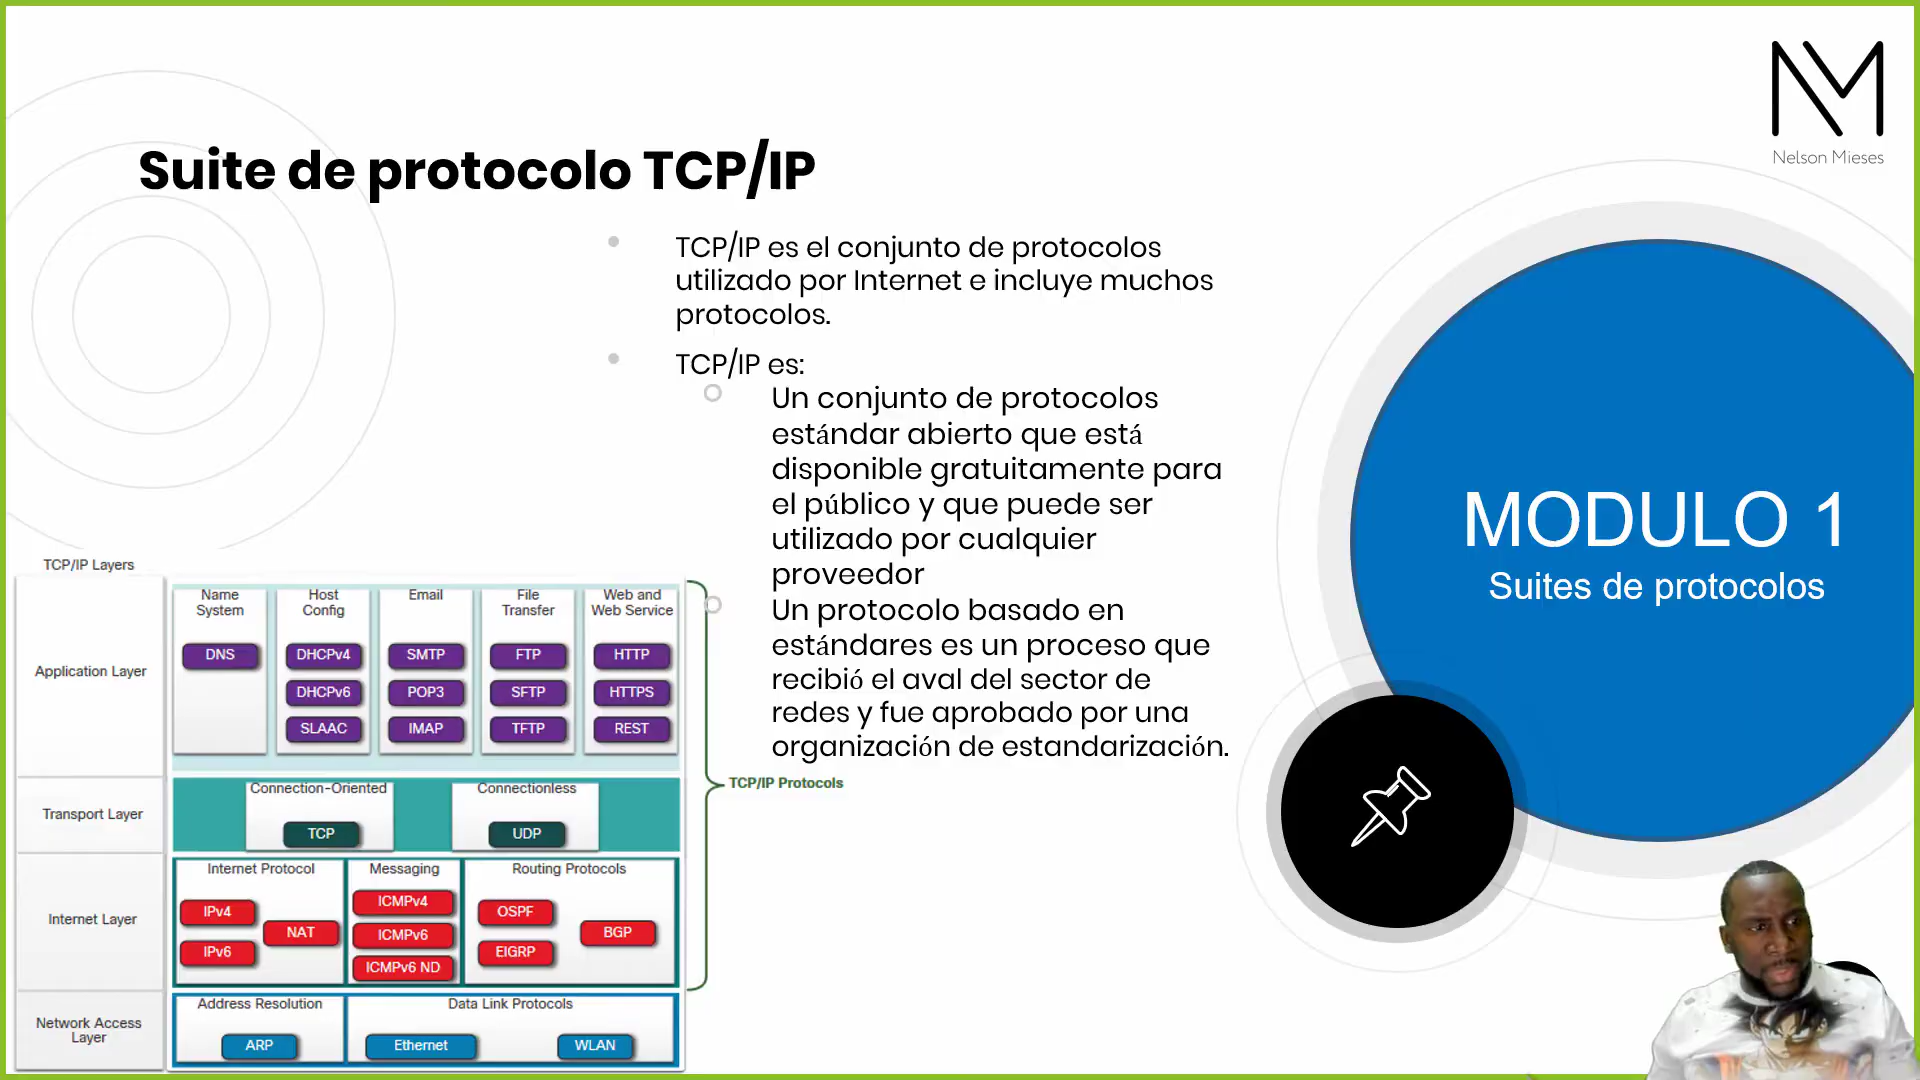 Nelson Mieses
Suite de protocolo TCP/IP
TCP/IP es el conjunto de protocolos
utilizado por Internet e incluye muchos
protocolos.
TCP/IP es:
Un conjunto de protocolos
estándar abierto que está
disponible gratuitamente para
el público y que puede ser
utilizado por cualquier
proveedor
Un protocolo basado en
estándares es un proceso que
recibió el aval del sector de
redes y fue aprobado por una
organización de estandarización.
MODULO 1
Suites de protocolos
TCP/IP Layers
Application Layer
Name
System
DNS
Host
Config
DHCPv4
DHCPv6
SLAAC
Email
SMTP
POP3
IMAP
File
Transfer
FTP
SFTP
TFTP
Web and
Web Service
HTTP
HTTPS
REST
Transport Layer
Connection-Oriented
TCP
Connectionless
UDP
TCP/IP Protocols
Internet Layer
Internet Protocol
IPv4
NAT
IPv6
Messaging
ICMPv4
ICMPv6
ICMPv6 ND
Routing Protocols
OSPF
BGP
EIGRP
Network Access
Layer
Address Resolution
ARP
Data Link Protocols
Ethernet
WLAN